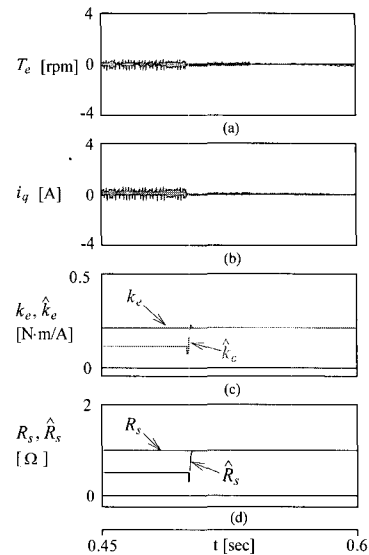 4
T_e [rpm] 0
-4
(a)
4
i_q [A] 0
-4
(b)
0.5
k_e, k̂_e
[N·m/A]
k_e
k̂_e
0
(c)
2
R_s, R̂_s
[Ω]
R_s
R̂_s
0
(d)
0.45 t [sec] 0.6